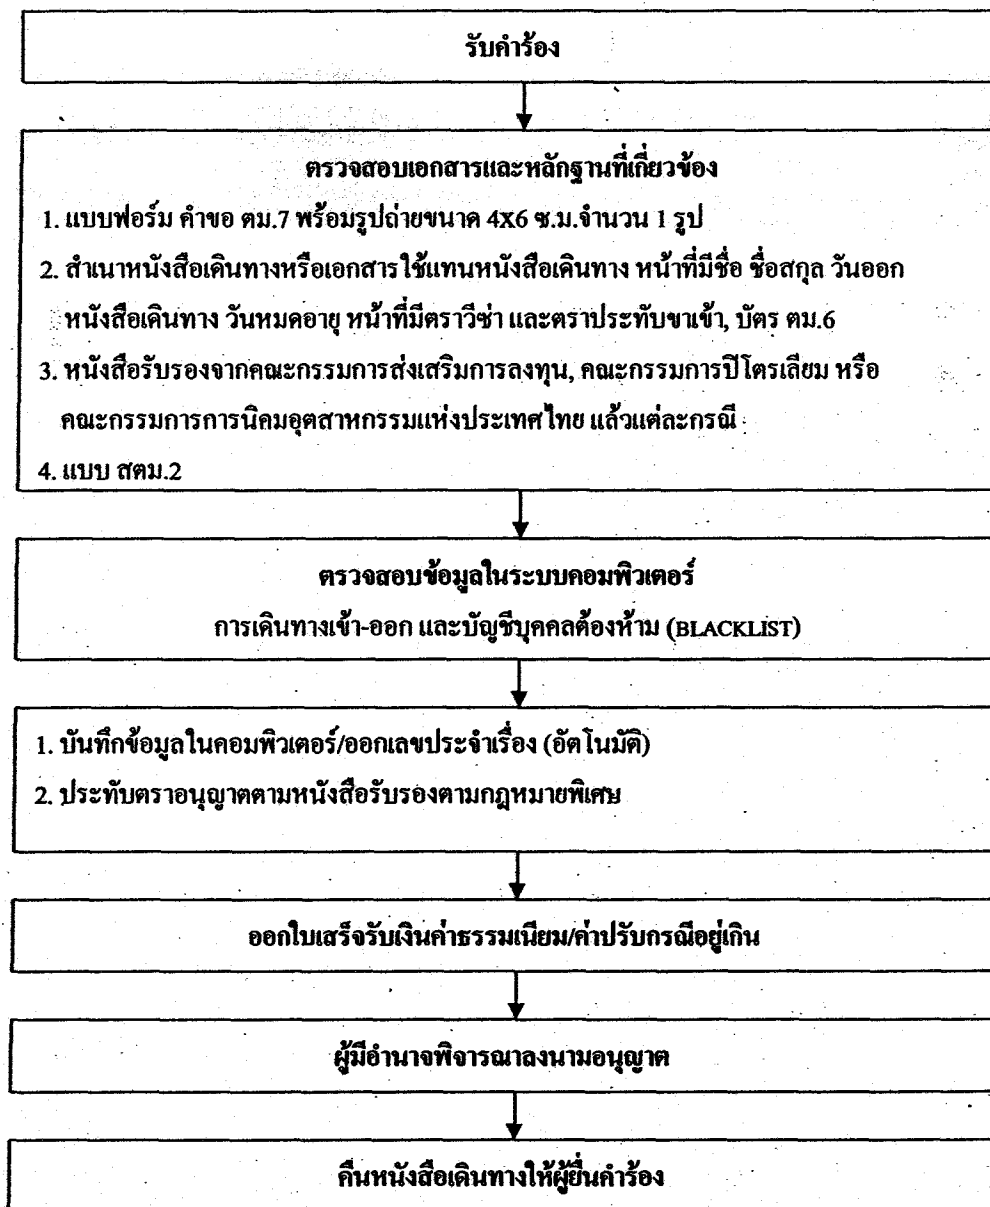 รับคำร้อง
ตรวจสอบเอกสารและหลักฐานที่เกี่ยวข้อง
1. แบบฟอร์ม คำขอ ตม.7 พร้อมรูปถ่ายขนาด 4X6 ซ.ม.จำนวน 1 รูป
2. สำเนาหนังสือเดินทางหรือเอกสารใช้แทนหนังสือเดินทาง หน้าที่มีชื่อ ชื่อสกุล วันออก
หนังสือเดินทาง วันหมดอายุ หน้าที่มีตราวีซ่า และตราประทับขาเข้า, บัตร ตม.6
3. หนังสือรับรองจากคณะกรรมการส่งเสริมการลงทุน, คณะกรรมการปิโตรเลียม หรือ
คณะกรรมการการนิคมอุตสาหกรรมแห่งประเทศไทย แล้วแต่ละกรณี
4. แบบ สตม.2
ตรวจสอบข้อมูลในระบบคอมพิวเตอร์
การเดินทางเข้า-ออก และบัญชีบุคคลต้องห้าม (BLACKLIST)
1. บันทึกข้อมูลในคอมพิวเตอร์/ออกเลขประจำเรื่อง (อัตโนมัติ)
2. ประทับตราอนุญาตตามหนังสือรับรองตามกฎหมายพิเศษ
ออกใบเสร็จรับเงินค่าธรรมเนียม/ค่าปรับกรณีอยู่เกิน
ผู้มีอำนาจพิจารณาลงนามอนุญาต
คืนหนังสือเดินทางให้ผู้ยื่นคำร้อง